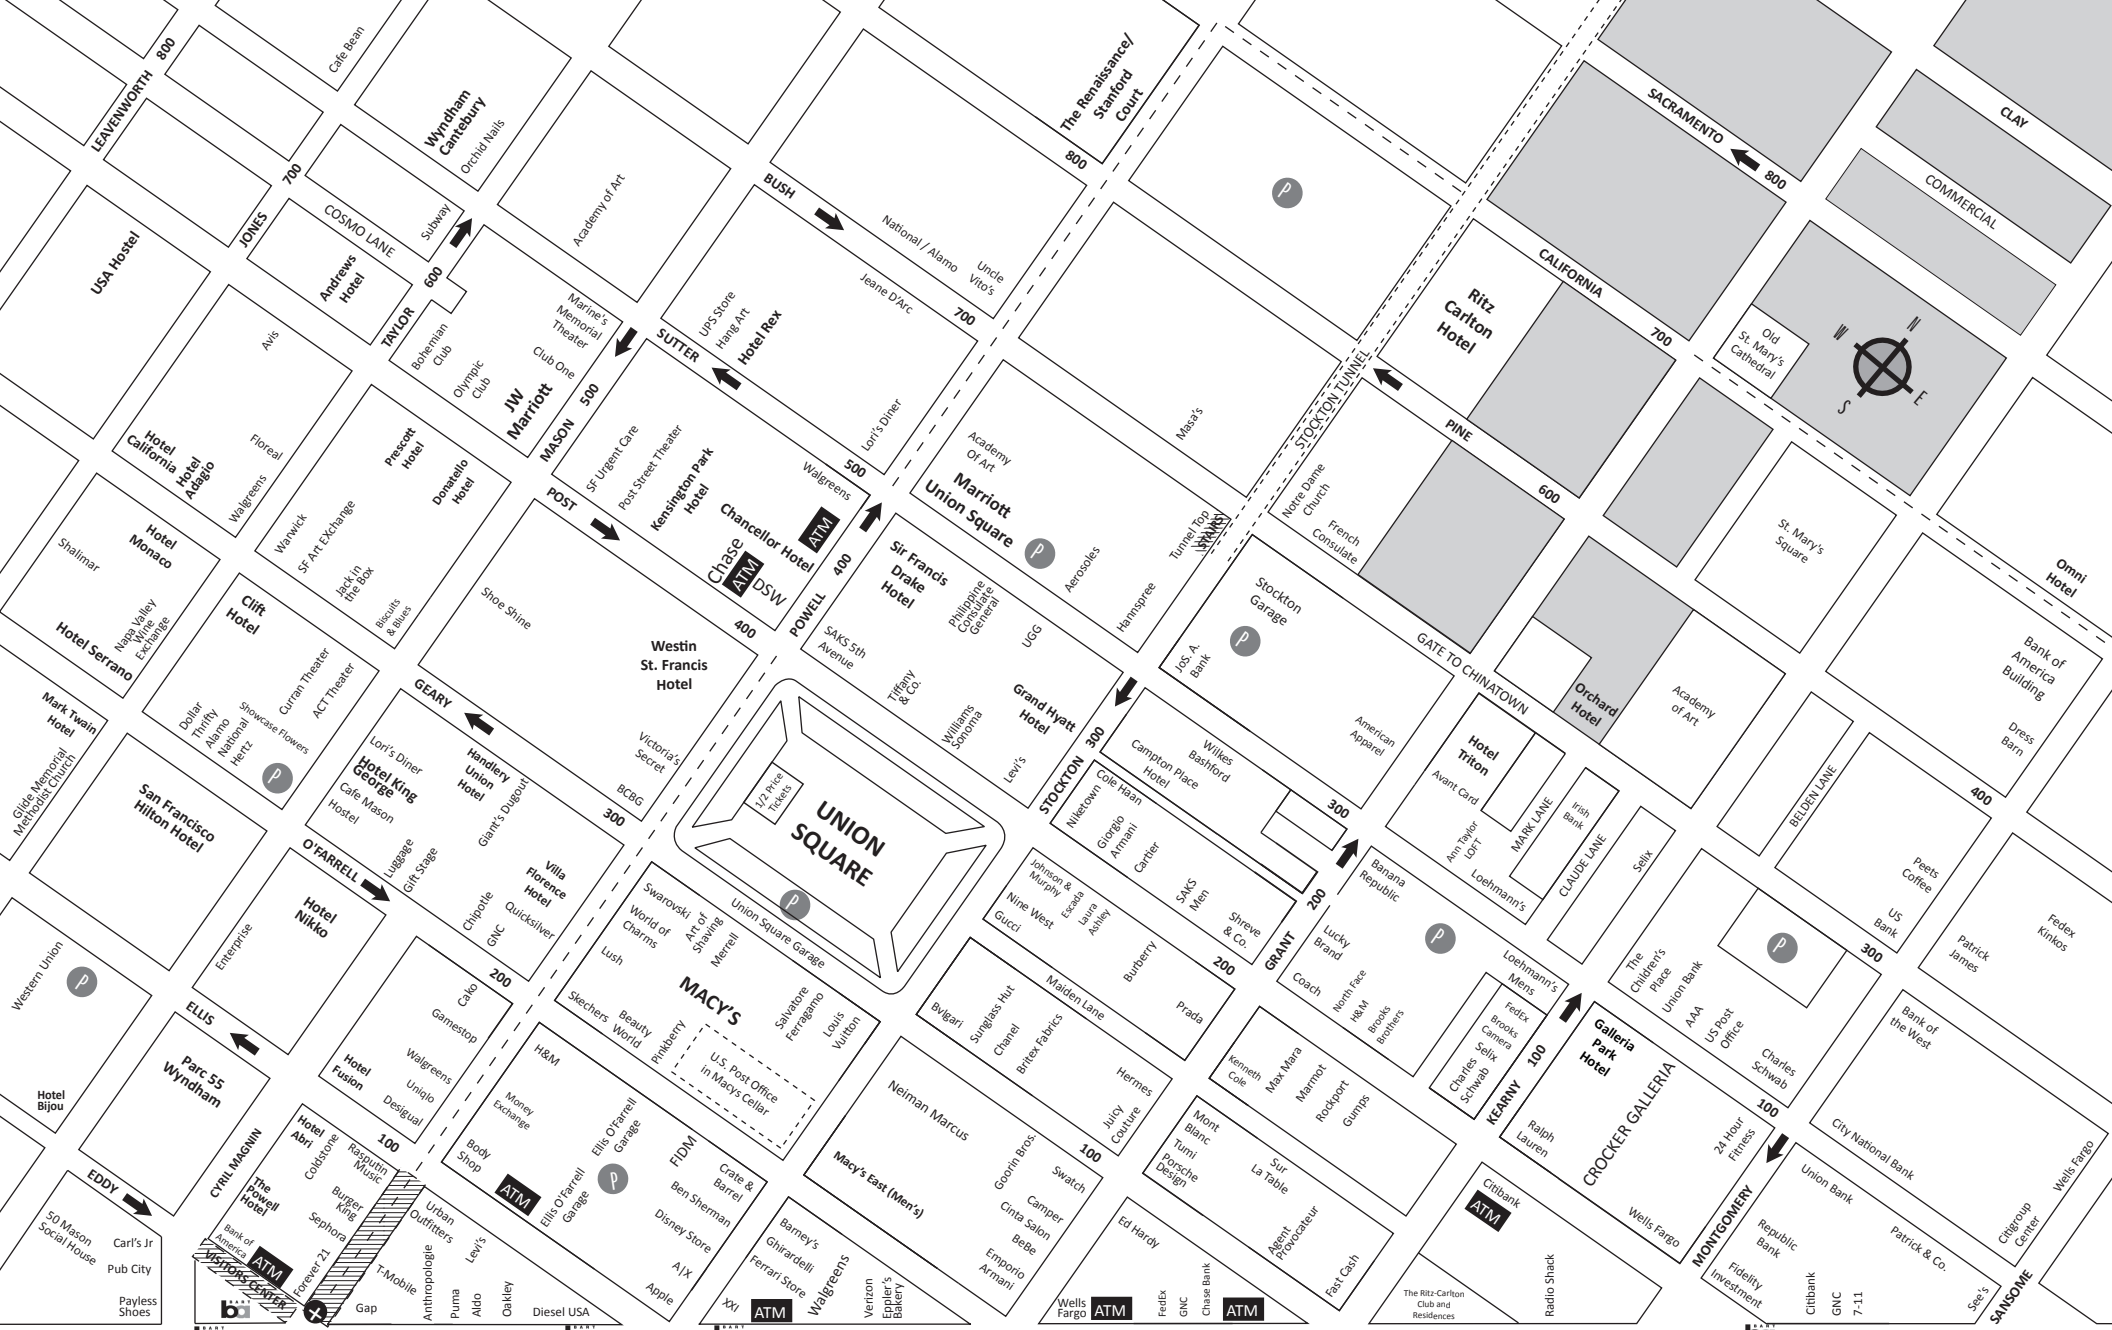 LEAVENWORTH
800
Cafe Bean
Wyndham
Cantebury
Orchid Nails
The Renaissance/
Stanford
Court
800
SACRAMENTO
800
CLAY
COMMERCIAL
700
JONES
COSMO LANE
Subway
Academy of Art
BUSH
National / Alamo
Uncle
Vito's
Jeane D'Arc
700
P
CALIFORNIA
700
Ritz
Carlton
Hotel
Old
St. Mary's
Cathedral
N
W
E
S
USA Hostel
Andrews
Hotel
TAYLOR
600
Bohemian
Club
Olympic
Club
Marine's
Memorial
Theater
Club One
JW
Marriott
MASON
500
SUTTER
UPS Store
Hang Art
Hotel Rex
Lori's Diner
500
STOCKTON TUNNEL
PINE
600
Masa's
Avis
Hotel
California
Hotel
Adagio
Floreal
Walgreens
Prescott
Hotel
Donatello
Hotel
Warwick
SF Art EXchange
Jack in
the Box
Biscuits
& Blues
POST
SF Urgent Care
Post Street Theater
Kensington Park
Hotel
Chancellor Hotel
Walgreens
ATM
Chase
ATM
DSW
400
400
POWELL
Academy
Of Art
Marriott
Union Square
P
Aerosoles
Tunnel Top
STAIRS
Hannspree
Notre Dame
Church
French
Consulate
St. Mary's
Square
Omni
Hotel
Hotel
Monaco
Shalimar
Napa Valley
Wine
Exchange
Hotel Serrano
Clift
Hotel
Curran Theater
ACT Theater
Showcase Flowers
Dollar
Thrifty
Alamo
National
Hertz
P
GEARY
Shoe Shine
Westin
St. Francis
Hotel
Victoria's
Secret
BCBG
300
Sir Francis
Drake
Hotel
Philippine
Consulate
General
UGG
SAKS 5th
Avenue
Tiffany
& Co.
Williams
Sonoma
Grand Hyatt
Hotel
Levi's
STOCKTON
300
Stockton
Garage
P
Jos. A.
Bank
American
Apparel
GATE TO CHINATOWN
Orchard
Hotel
Academy
of Art
Bank of
America
Building
Dress
Barn
400
Mark Twain
Hotel
Glide Memorial
Methodist Church
San Francisco
Hilton Hotel
O'FARRELL
Lori's Diner
Hotel King
George
Cafe Mason
Hostel
Handlery
Union
Hotel
Giant's Dugout
Luggage
Gift Stage
Villa
Florence
Hotel
Chipotle
GNC
Quicksilver
200
1/2 Price
Tickets
UNION
SQUARE
P
Union Square Garage
Campton Place
Hotel
Wilkes
Bashford
300
Cole Haan
Niketown
Giorgio
Armani
Cartier
SAKS
Men
Shreve
& Co.
200
GRANT
Hotel
Triton
Avant Card
Ann Taylor
LOFT
Loehmann's
MARK LANE
Irish
Bank
CLAUDE LANE
Selix
BELDEN LANE
Peets
Coffee
US
Bank
300
Fedex
Kinkos
Patrick
James
Western Union
P
Hotel
Bijou
ELLIS
Hotel
Nikko
Enterprise
Parc 55
Wyndham
Hotel
Fusion
Cako
Gamestop
Walgreens
Uniqlo
Desigual
100
Swarovski
World of
Charms
Art of
Shaving
Merrell
Lush
Skechers
Beauty
World
Pinkberry
MACY'S
Salvatore
Ferragamo
Louis
Vuitton
U.S. Post Office
in Macys Cellar
Johnson &
Murphy
Escada
Laura
Ashley
Nine West
Gucci
Burberry
Prada
200
Maiden Lane
Bvlgari
Sunglass Hut
Chanel
Britex Fabrics
Hermes
Juicy
Couture
100
Banana
Republic
P
Lucky
Brand
Coach
North Face
H&M
Brooks
Brothers
Loehmann's
Mens
FedEx
Brooks
Camera
Selix
Charles
Schwab
KEARNY
100
The
Children's
Place
Union Bank
AAA
US Post
Office
P
Charles
Schwab
100
Bank of
the West
City National Bank
Wells Fargo
Citigroup
Center
EDDY
50 Mason
Social House
Carl's Jr
Pub City
Payless
Shoes
CYRIL MAGNIN
Hotel
Abri
The
Powell
Hotel
Coldstone
Rasputin
Music
Burger
King
Sephora
Bank of
America
ATM
Forever 21
VISITORS CENTER
BART
ba
BART
H&M
Money
Exchange
Body
Shop
ATM
Ellis O'Farrell
Garage
Ellis O'Farrell
Garage
P
FIDM
Crate &
Barrel
Ben Sherman
Disney Store
A|X
Apple
Urban
Outfitters
Levi's
T-Mobile
Gap
Anthropologie
Puma
Aldo
Oakley
Diesel USA
BART
Neiman Marcus
Macy's East (Men's)
Goorin Bros.
Swatch
Camper
Cinta Salon
BeBe
Emporio
Armani
Barney's
Ghirardelli
Ferrari Store
XXI
ATM
Walgreens
Verizon
Eppler's
Bakery
BART
Kenneth
Cole
Max Mara
Marmot
Rockport
Gumps
Mont
Blanc
Tumi
Porsche
Design
Sur
La Table
Agent
Provocateur
Fast Cash
Ed Hardy
Wells
Fargo
ATM
FedEx
GNC
Chase Bank
ATM
Galleria
Park
Hotel
CROCKER GALLERIA
Ralph
Lauren
24 Hour
Fitness
Wells Fargo
Citibank
ATM
The Ritz-Carlton
Club and
Residences
Radio Shack
MONTGOMERY
Union Bank
Republic
Bank
Patrick & Co.
Fidelity
Investment
Citibank
GNC
7-11
See's
SANSOME
BART